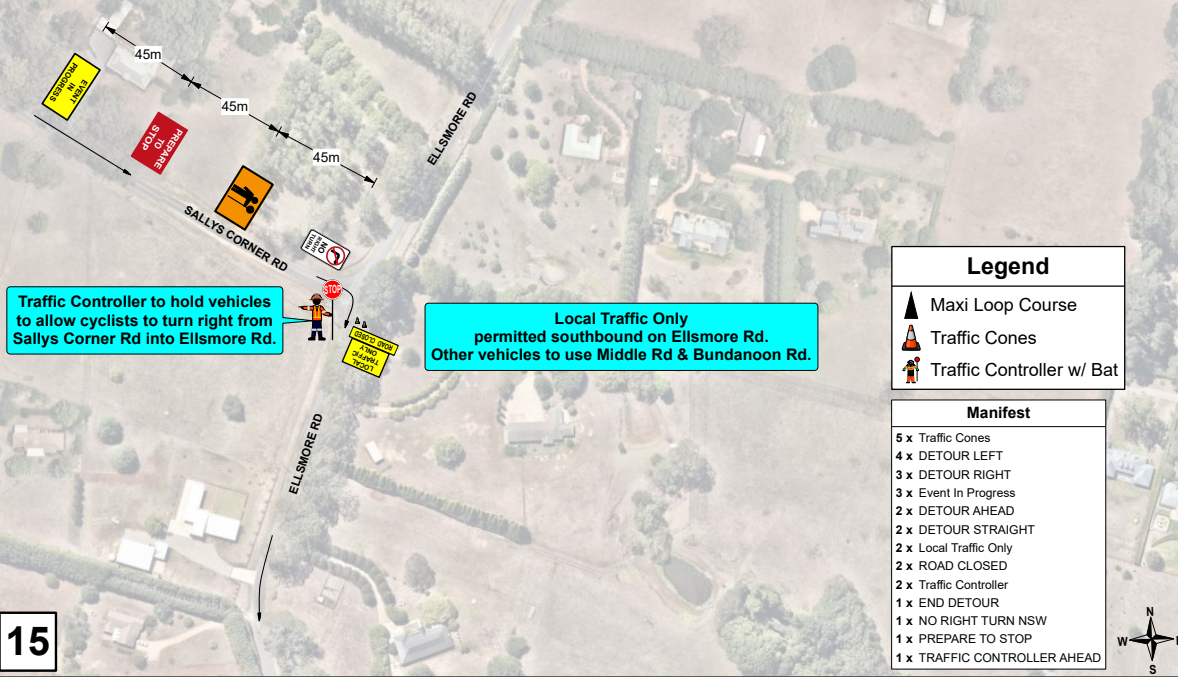 45m
45m
45m
EVENT
IN
PROGRESS
PREPARE
TO
STOP
NO
RIGHT
TURN
STOP
ROAD CLOSED
LOCAL
TRAFFIC
ONLY
ELLSMORE RD
SALLYS CORNER RD
ELLSMORE RD
Traffic Controller to hold vehicles
to allow cyclists to turn right from
Sallys Corner Rd into Ellsmore Rd.
Local Traffic Only
permitted southbound on Ellsmore Rd.
Other vehicles to use Middle Rd & Bundanoon Rd.
Legend
Maxi Loop Course
Traffic Cones
Traffic Controller w/ Bat
Manifest
5 x Traffic Cones
4 x DETOUR LEFT
3 x DETOUR RIGHT
3 x Event In Progress
2 x DETOUR AHEAD
2 x DETOUR STRAIGHT
2 x Local Traffic Only
2 x ROAD CLOSED
2 x Traffic Controller
1 x END DETOUR
1 x NO RIGHT TURN NSW
1 x PREPARE TO STOP
1 x TRAFFIC CONTROLLER AHEAD
15
N
W
S